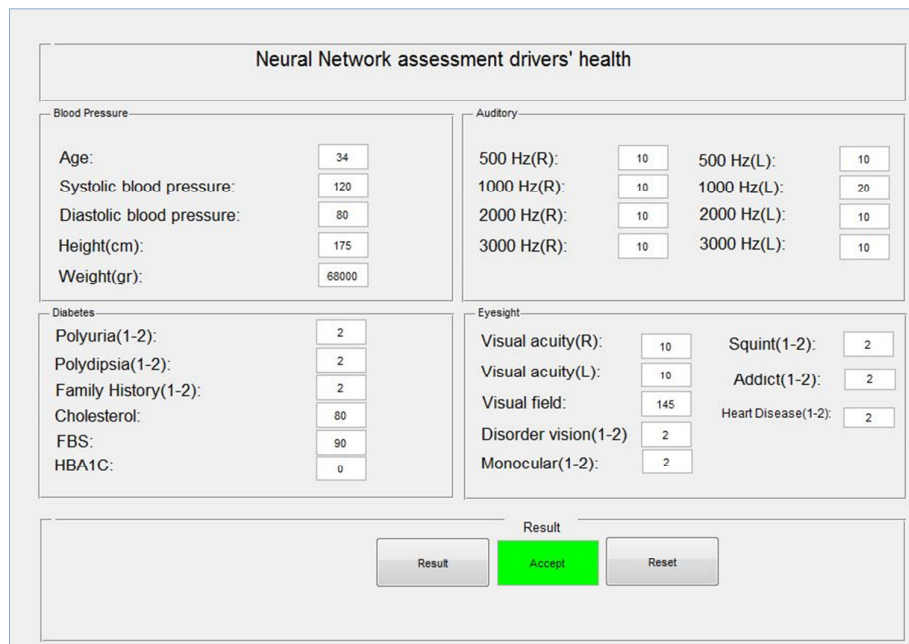 Neural Network assessment drivers' health
Blood Pressure
Age: 34
Systolic blood pressure: 120
Diastolic blood pressure: 80
Height(cm): 175
Weight(gr): 68000
Auditory
500 Hz(R): 10 500 Hz(L): 10
1000 Hz(R): 10 1000 Hz(L): 20
2000 Hz(R): 10 2000 Hz(L): 10
3000 Hz(R): 10 3000 Hz(L): 10
Diabetes
Polyuria(1-2): 2
Polydipsia(1-2): 2
Family History(1-2): 2
Cholesterol: 80
FBS: 90
HBA1C: 0
Eyesight
Visual acuity(R): 10 Squint(1-2): 2
Visual acuity(L): 10 Addict(1-2): 2
Visual field: 145 Heart Disease(1-2): 2
Disorder vision(1-2) 2
Monocular(1-2): 2
Result
Result Accept Reset